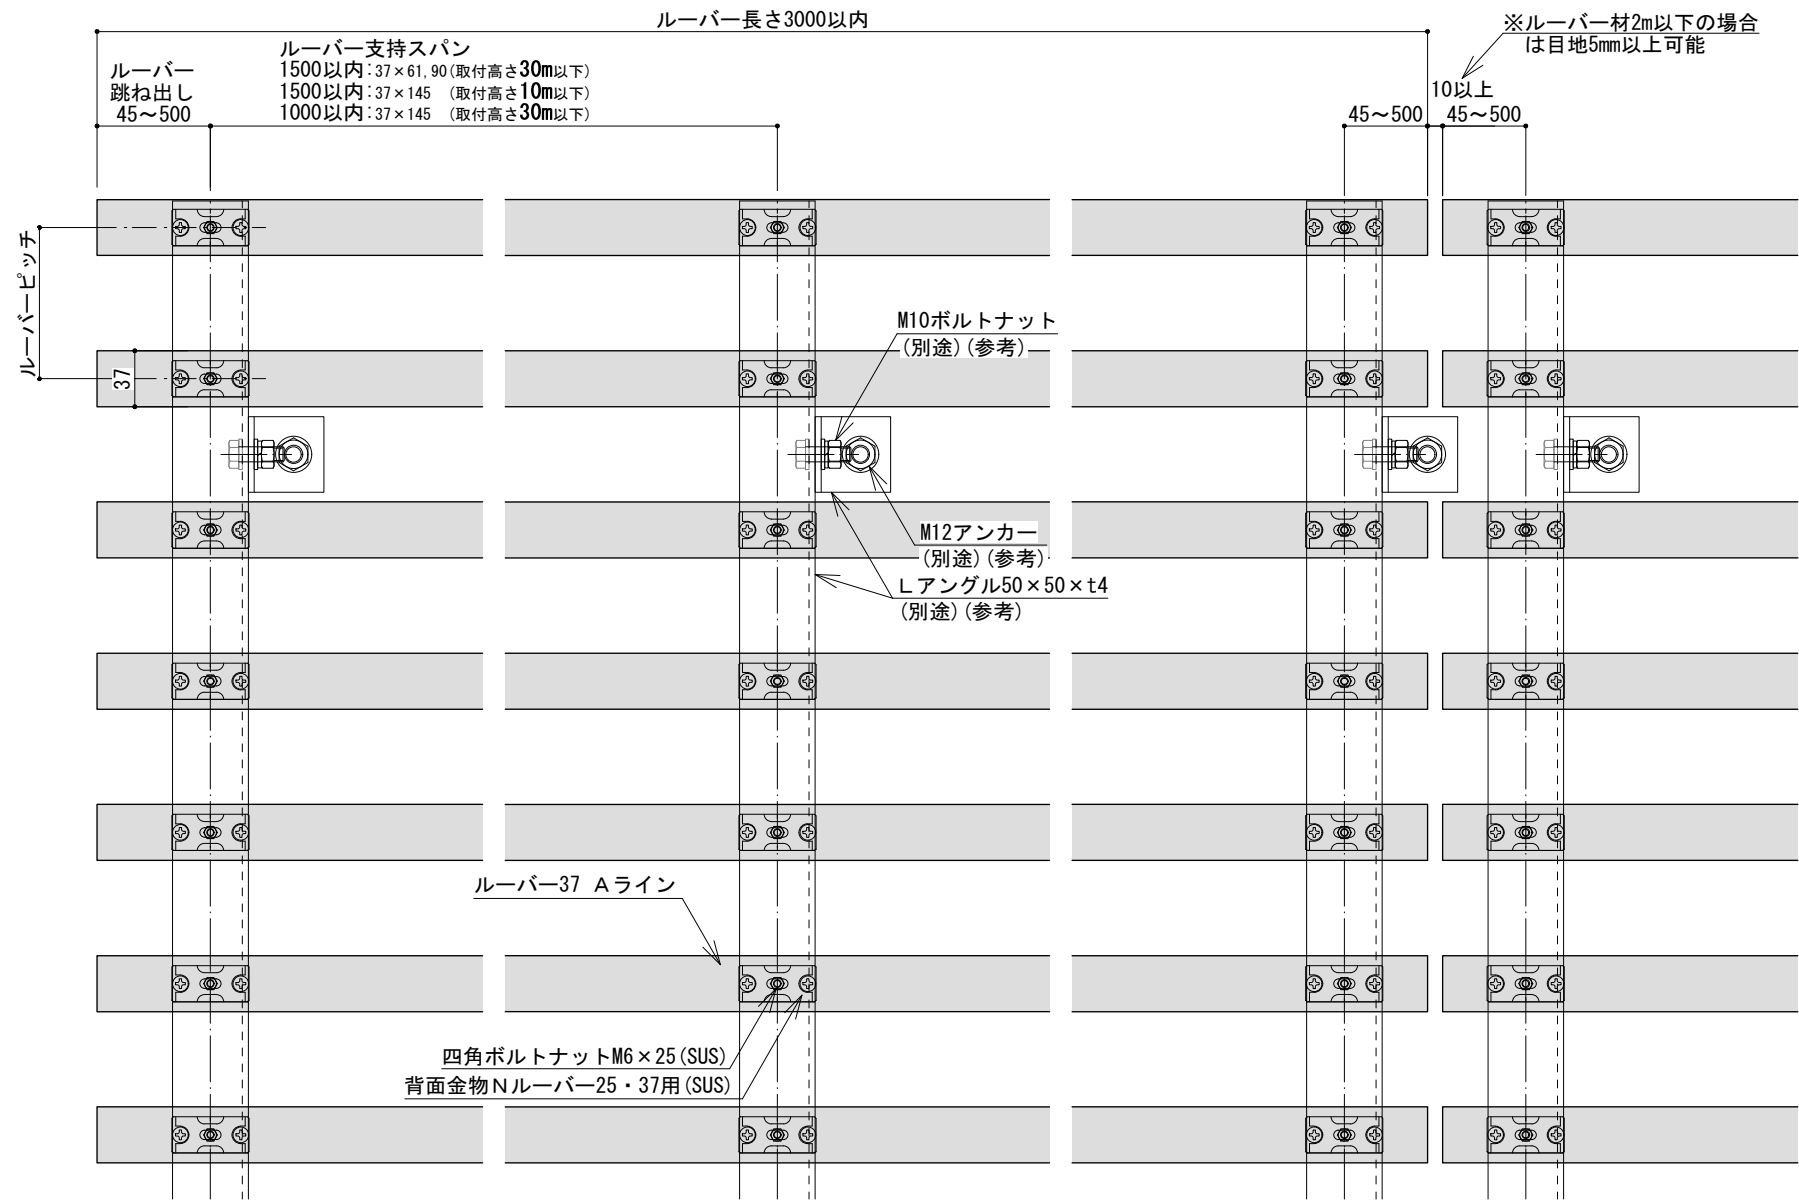 ルーバー長さ3000以内
※ルーバー材2m以下の場合
は目地5mm以上可能
ルーバー
跳ね出し
45～500
ルーバー支持スパン
1500以内:37×61,90(取付高さ30m以下)
1500以内:37×145 (取付高さ10m以下)
1000以内:37×145 (取付高さ30m以下)
10以上
45～500
45～500
ルーバーピッチ
37
M10ボルトナット
(別途)(参考)
M12アンカー
(別途)(参考)
Lアングル50×50×t4
(別途)(参考)
ルーバー37 Aライン
四角ボルトナットM6×25(SUS)
背面金物Nルーバー25・37用(SUS)